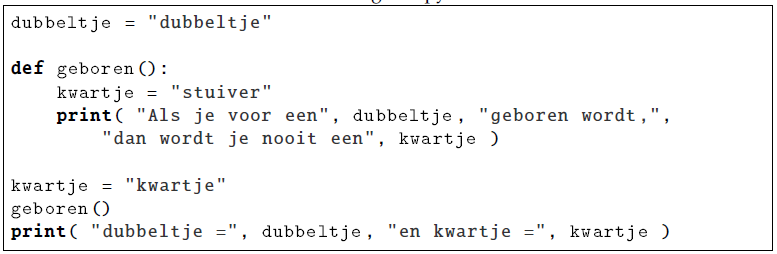 dubbeltje = "dubbeltje"
def geboren():
    kwartje = "stuiver"
    print( "Als je voor een", dubbeltje, "geboren wordt,",
        "dan wordt je nooit een", kwartje )
kwartje = "kwartje"
geboren()
print( "dubbeltje =", dubbeltje, "en kwartje =", kwartje )